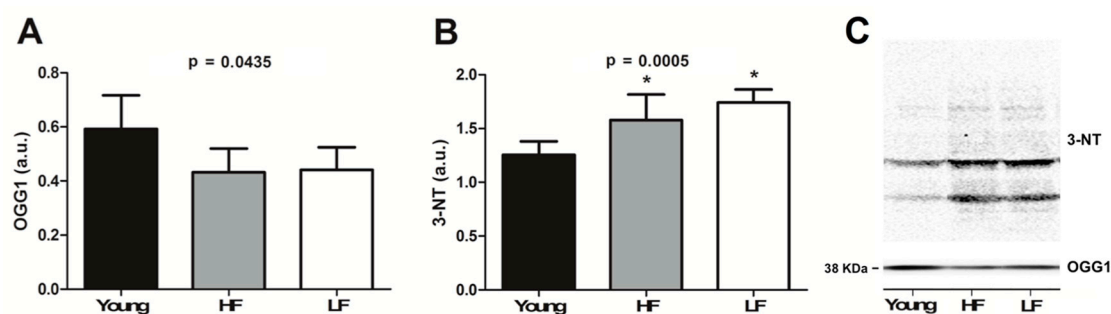 A
p = 0.0435
OGG1 (a.u.)
0.8
0.6
0.4
0.2
0.0
Young HF LF
B
p = 0.0005
* *
3-NT (a.u.)
2.0
1.5
1.0
0.5
0.0
Young HF LF
C
3-NT
38 KDa –
OGG1
Young HF LF